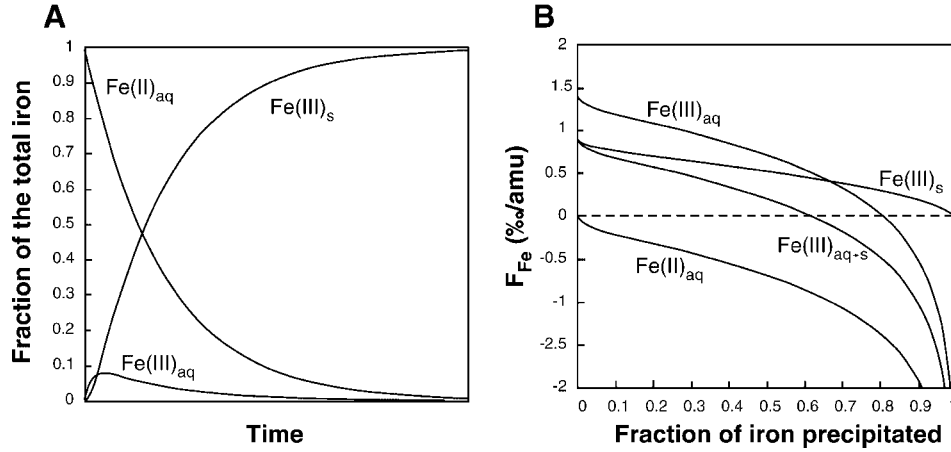 A
Fraction of the total iron
1
0.9
0.8
0.7
0.6
0.5
0.4
0.3
0.2
0.1
0
Fe(II)aq
Fe(III)s
Fe(III)aq
Time
B
F Fe (‰/amu)
2
1.5
1
0.5
0
-0.5
-1
-1.5
-2
Fe(III)aq
Fe(III)s
Fe(III)aq+s
Fe(II)aq
0 0.1 0.2 0.3 0.4 0.5 0.6 0.7 0.8 0.9 1
Fraction of iron precipitated